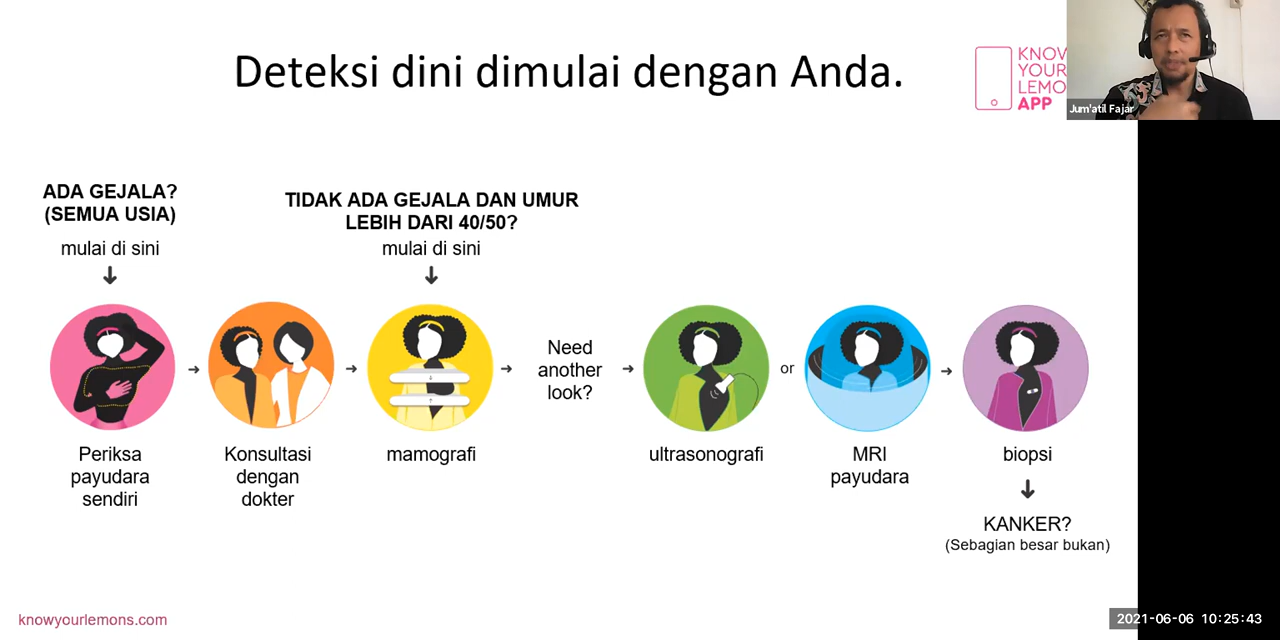 Deteksi dini dimulai dengan Anda.
KNOW
YOUR
LEMO
APP
Jum'atil Fajar
ADA GEJALA?
(SEMUA USIA)
mulai di sini
TIDAK ADA GEJALA DAN UMUR
LEBIH DARI 40/50?
mulai di sini
Need
another
look?
or
Periksa
payudara
sendiri
Konsultasi
dengan
dokter
mamografi
ultrasonografi
MRI
payudara
biopsi
KANKER?
(Sebagian besar bukan)
knowyourlemons.com
2021-06-06 10:25:43